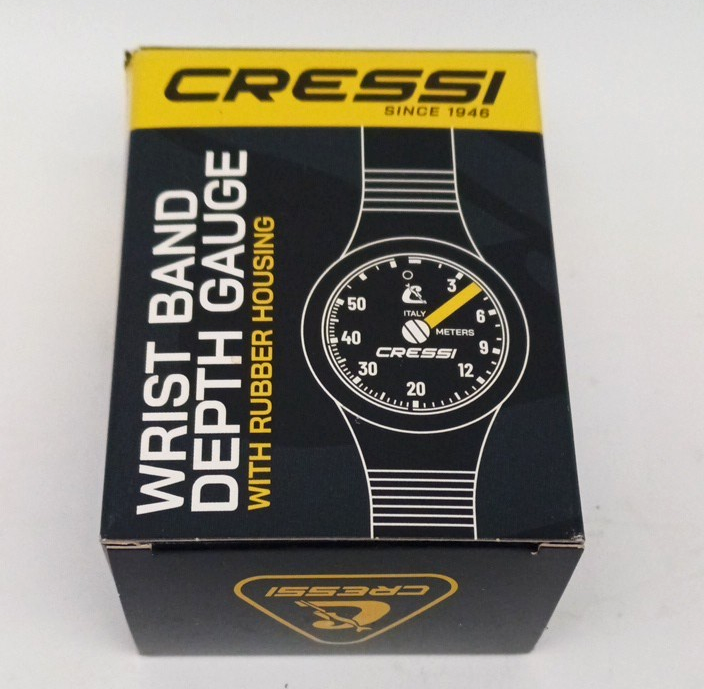 CRESSI
SINCE 1946
WRIST BAND
DEPTH GAUGE
WITH RUBBER HOUSING
0
3
6
9
12
20
30
40
50
ITALY
METERS
CRESSI
CRESSI